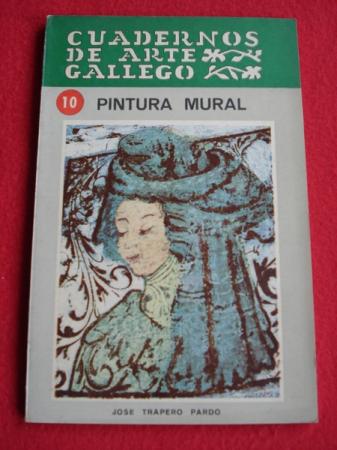 CUADERNOS
DE ARTE
GALLEGO
10 PINTURA MURAL
JOSE TRAPERO PARDO